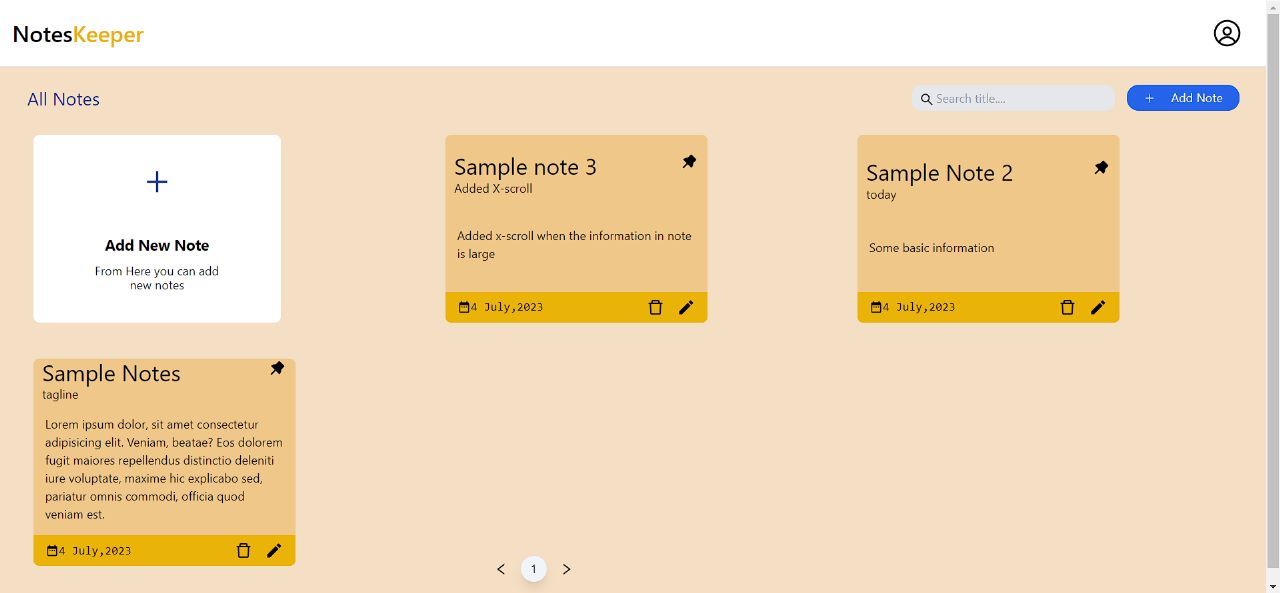 NotesKeeper
All Notes
Search title....
+ Add Note
Add New Note
From Here you can add
new notes
Sample note 3
Added X-scroll
Added x-scroll when the information in note
is large
4 July,2023
Sample Note 2
today
Some basic information
4 July,2023
Sample Notes
tagline
Lorem ipsum dolor, sit amet consectetur
adipisicing elit. Veniam, beatae? Eos dolorem
fugit maiores repellendus distinctio deleniti
iure voluptate, maxime hic explicabo sed,
pariatur omnis commodi, officia quod
veniam est.
4 July,2023
1